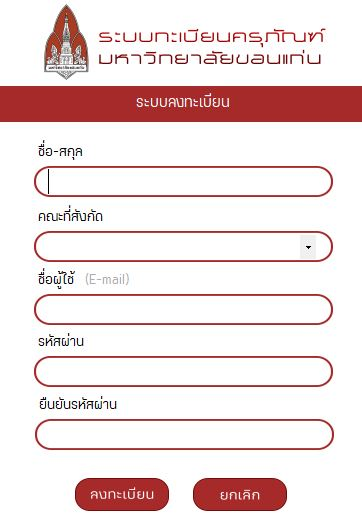 ระบบทะเบียนครุภัณฑ์
มหาวิทยาลัยขอนแก่น
ระบบลงทะเบียน
ชื่อ-สกุล
คณะที่สังกัด
ชื่อผู้ใช้ (E-mail)
รหัสผ่าน
ยืนยันรหัสผ่าน
ลงทะเบียน ยกเลิก